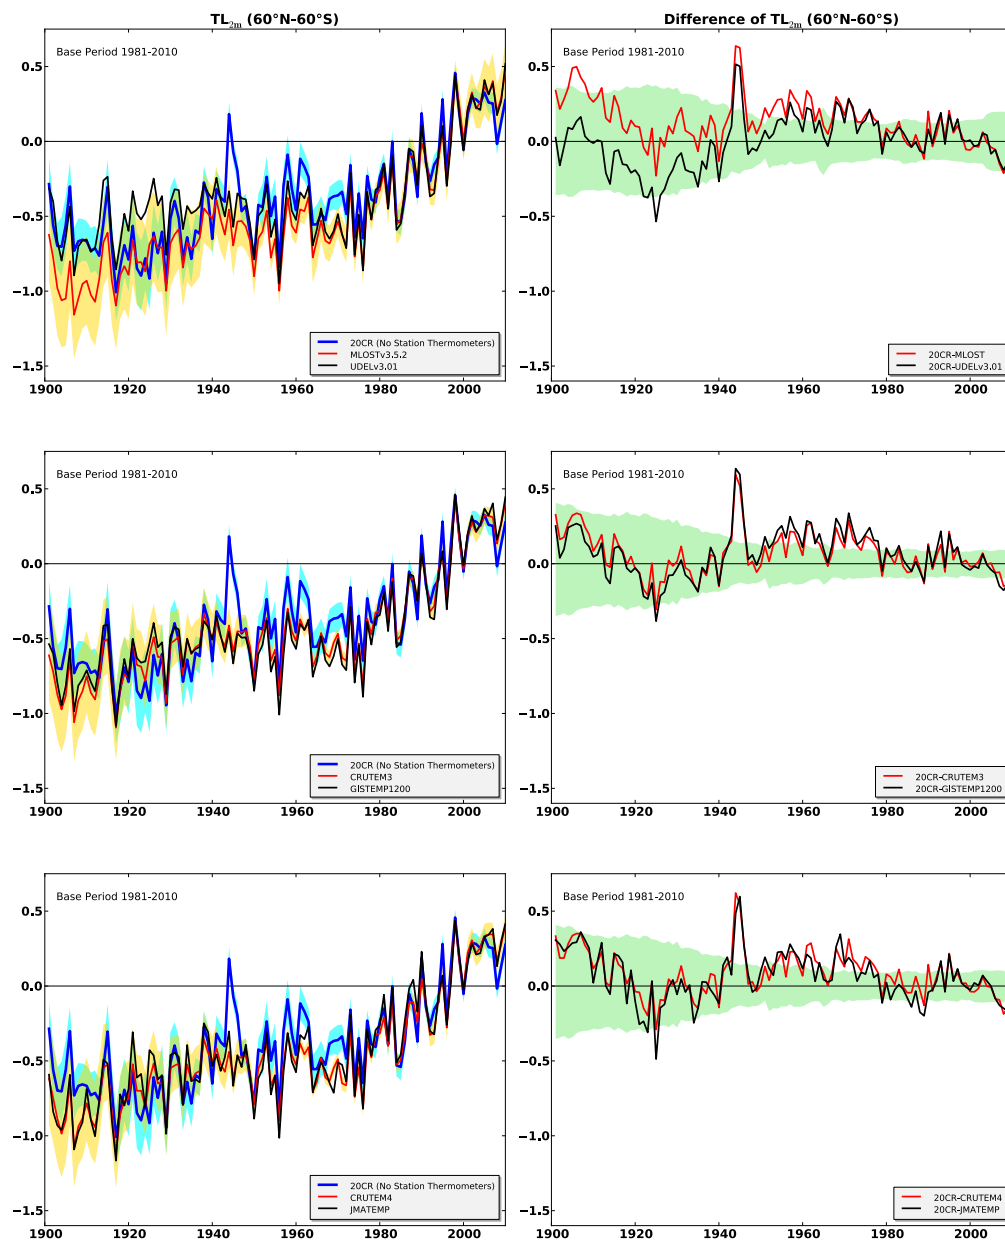 TL2m (60°N-60°S)
Difference of TL2m (60°N-60°S)
Base Period 1981-2010
0.5
0.0
−0.5
−1.0
−1.5
1900 1920 1940 1960 1980 2000
20CR (No Station Thermometers)
MLOSTv3.5.2
UDELv3.01
Base Period 1981-2010
0.5
0.0
−0.5
−1.0
−1.5
1900 1920 1940 1960 1980 2000
20CR-MLOST
20CR-UDELv3.01
Base Period 1981-2010
0.5
0.0
−0.5
−1.0
−1.5
1900 1920 1940 1960 1980 2000
20CR (No Station Thermometers)
CRUTEM3
GISTEMP1200
Base Period 1981-2010
0.5
0.0
−0.5
−1.0
−1.5
1900 1920 1940 1960 1980 2000
20CR-CRUTEM3
20CR-GISTEMP1200
Base Period 1981-2010
0.5
0.0
−0.5
−1.0
−1.5
1900 1920 1940 1960 1980 2000
20CR (No Station Thermometers)
CRUTEM4
JMATEMP
Base Period 1981-2010
0.5
0.0
−0.5
−1.0
−1.5
1900 1920 1940 1960 1980 2000
20CR-CRUTEM4
20CR-JMATEMP